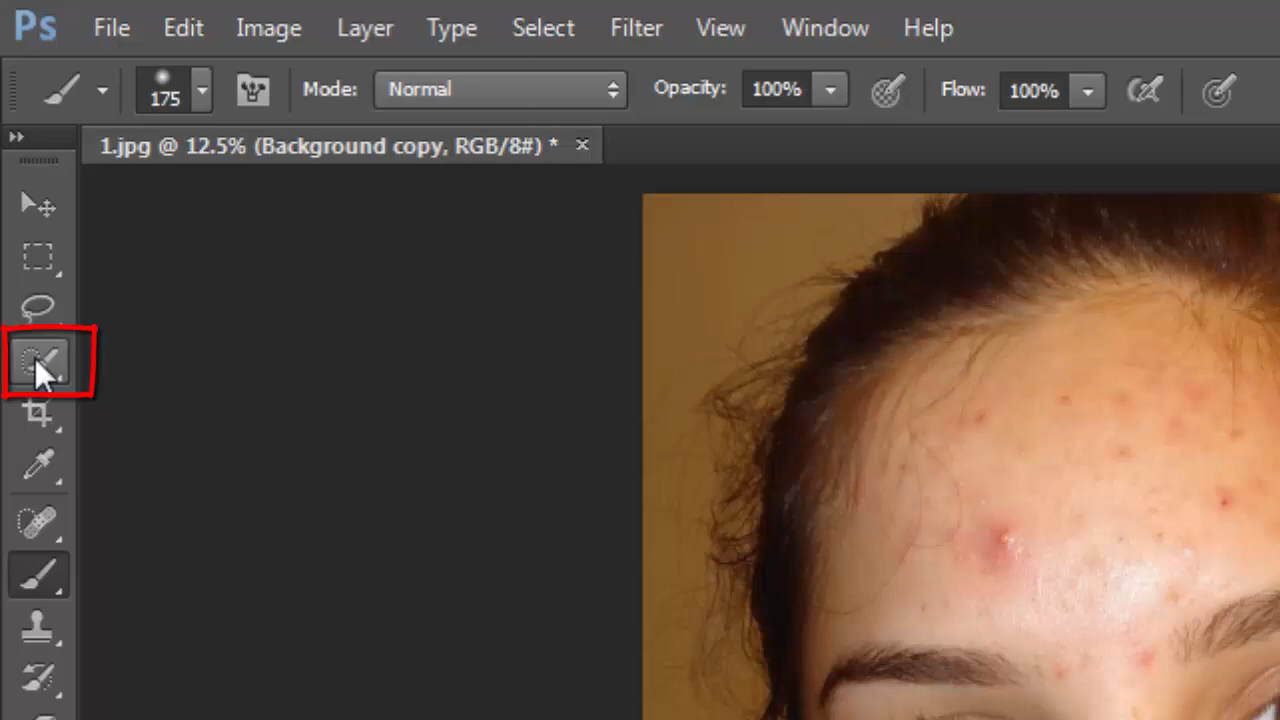 Ps File Edit Image Layer Type Select Filter View Window Help
175 Mode: Normal Opacity: 100% Flow: 100%
1.jpg @ 12.5% (Background copy, RGB/8#) * ×